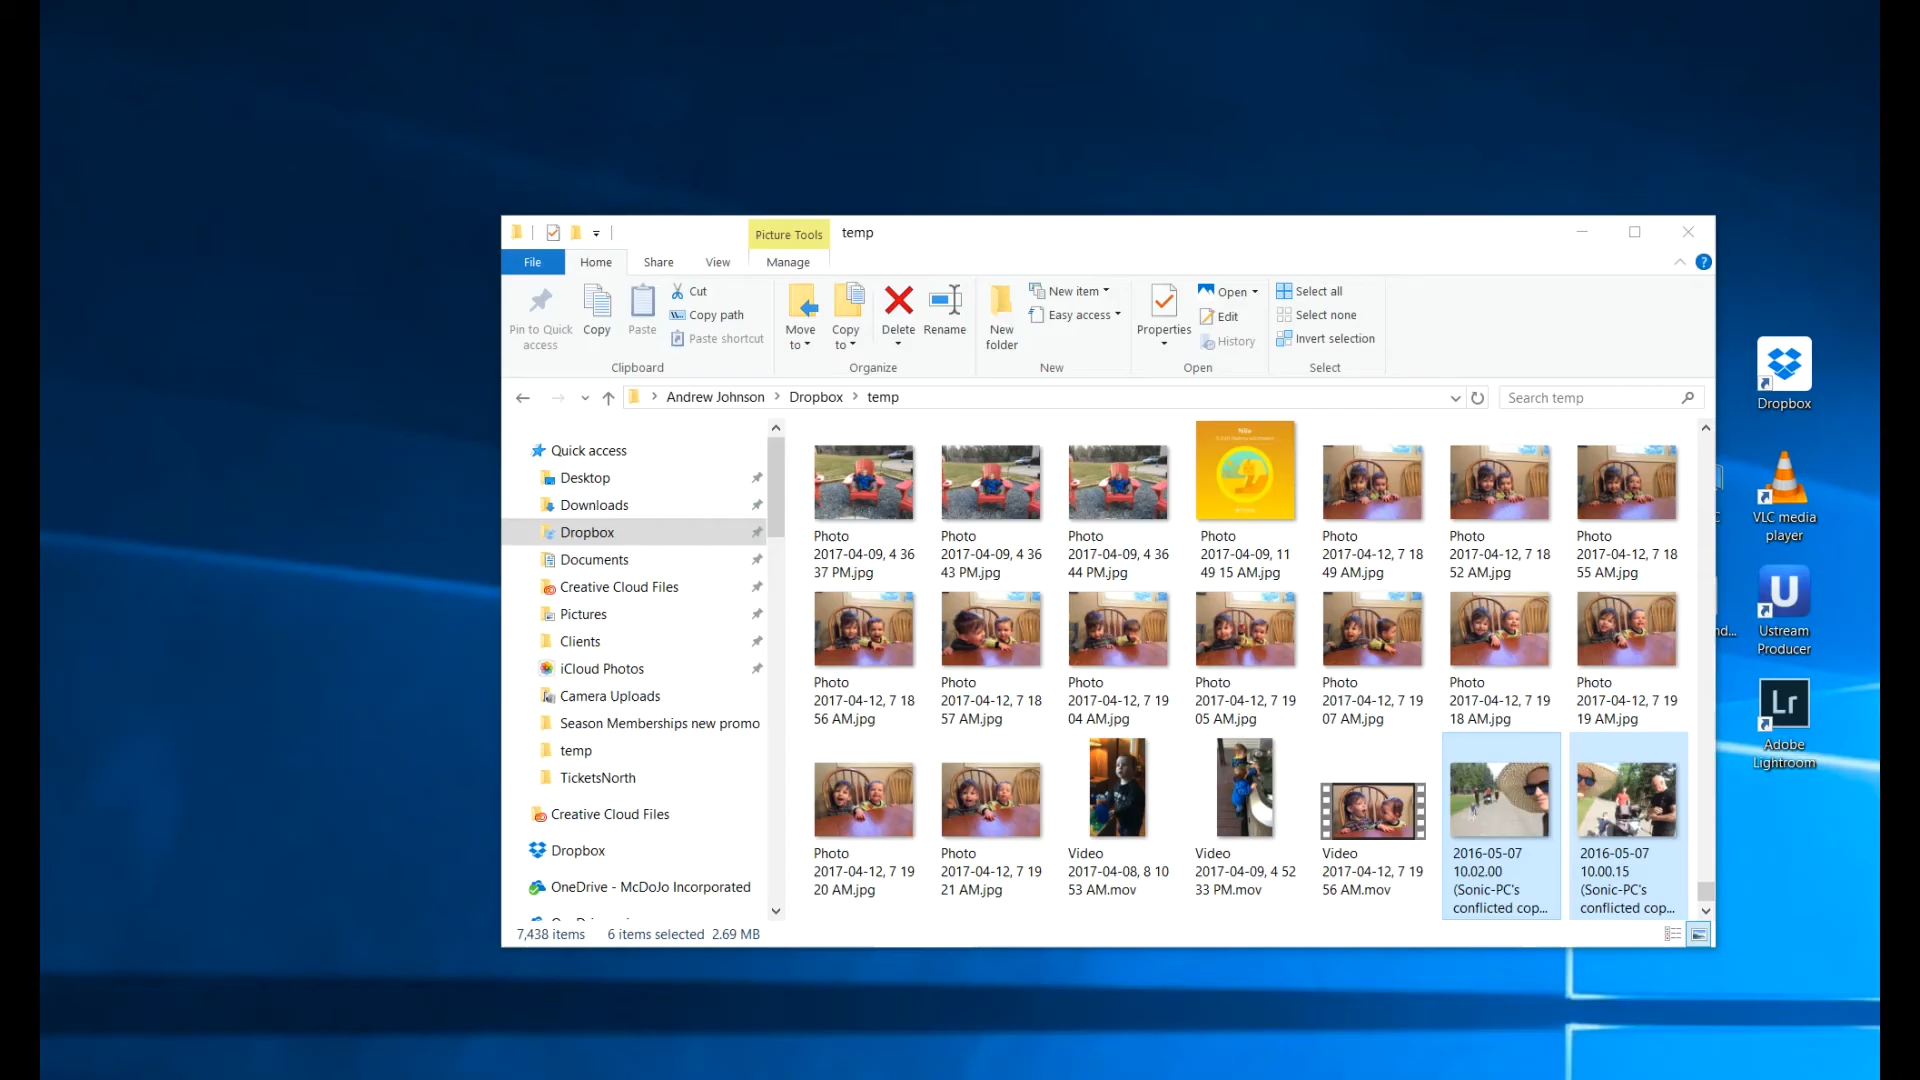 Picture Tools
temp
File
Home
Share
View
Manage
Pin to Quick
access
Copy
Paste
Cut
Copy path
Paste shortcut
Clipboard
Move
to
Copy
to
Delete
Rename
Organize
New
folder
New item
Easy access
New
Properties
Open
Edit
History
Open
Select all
Select none
Invert selection
Select
Andrew Johnson
Dropbox
temp
Search temp
Quick access
Desktop
Downloads
Dropbox
Documents
Creative Cloud Files
Pictures
Clients
iCloud Photos
Camera Uploads
Season Memberships new promo
temp
TicketsNorth
Creative Cloud Files
Dropbox
OneDrive - McDoJo Incorporated
Photo
2017-04-09, 4 36
37 PM.jpg
Photo
2017-04-09, 4 36
43 PM.jpg
Photo
2017-04-09, 4 36
44 PM.jpg
Photo
2017-04-09, 11
49 15 AM.jpg
Photo
2017-04-12, 7 18
49 AM.jpg
Photo
2017-04-12, 7 18
52 AM.jpg
Photo
2017-04-12, 7 18
55 AM.jpg
Photo
2017-04-12, 7 18
56 AM.jpg
Photo
2017-04-12, 7 18
57 AM.jpg
Photo
2017-04-12, 7 19
04 AM.jpg
Photo
2017-04-12, 7 19
05 AM.jpg
Photo
2017-04-12, 7 19
07 AM.jpg
Photo
2017-04-12, 7 19
18 AM.jpg
Photo
2017-04-12, 7 19
19 AM.jpg
Photo
2017-04-12, 7 19
20 AM.jpg
Photo
2017-04-12, 7 19
21 AM.jpg
Video
2017-04-08, 8 10
53 AM.mov
Video
2017-04-09, 4 52
33 PM.mov
Video
2017-04-12, 7 19
56 AM.mov
2016-05-07
10.02.00
(Sonic-PC's
conflicted cop...
2016-05-07
10.00.15
(Sonic-PC's
conflicted cop...
7,438 items
6 items selected
2.69 MB
Dropbox
VLC media
player
U
Ustream
Producer
Lr
Adobe
Lightroom